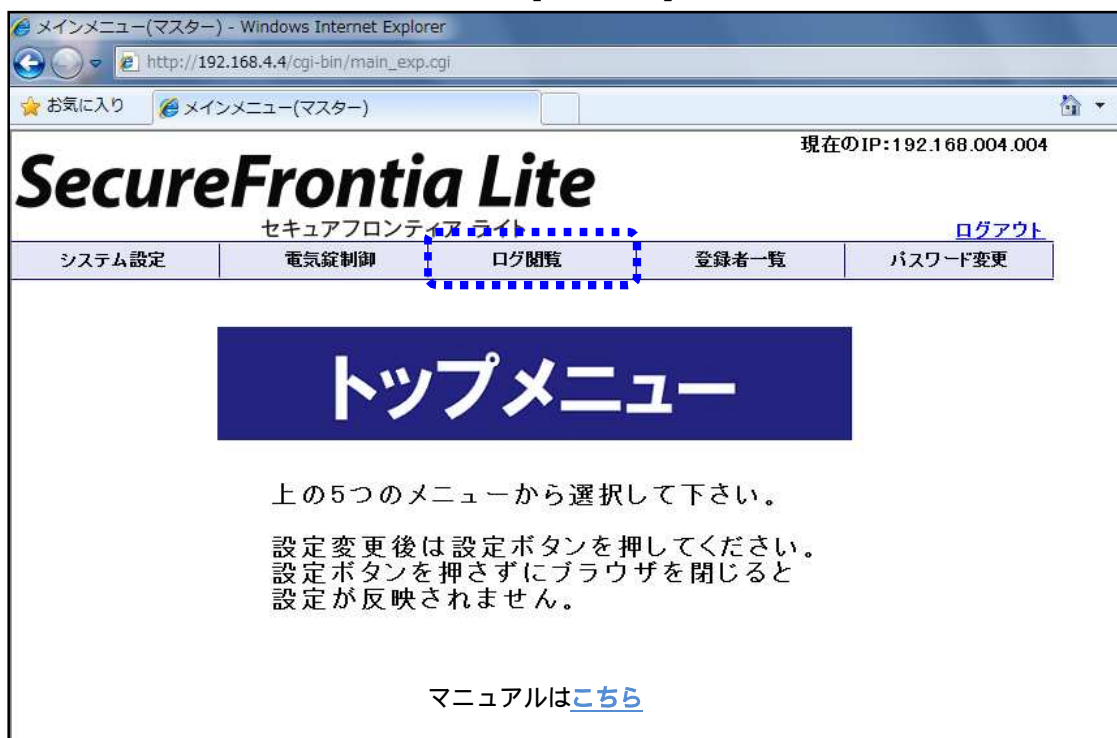 メインメニュー(マスター) - Windows Internet Explorer
http://192.168.4.4/cgi-bin/main_exp.cgi
お気に入り メインメニュー(マスター)
現在のIP:192.168.004.004
SecureFrontia Lite
セキュアフロンティア ライト
ログアウト
システム設定 電気錠制御 ログ閲覧 登録者一覧 パスワード変更
トップメニュー
上の5つのメニューから選択して下さい。
設定変更後は設定ボタンを押してください。
設定ボタンを押さずにブラウザを閉じると
設定が反映されません。
マニュアルはこちら